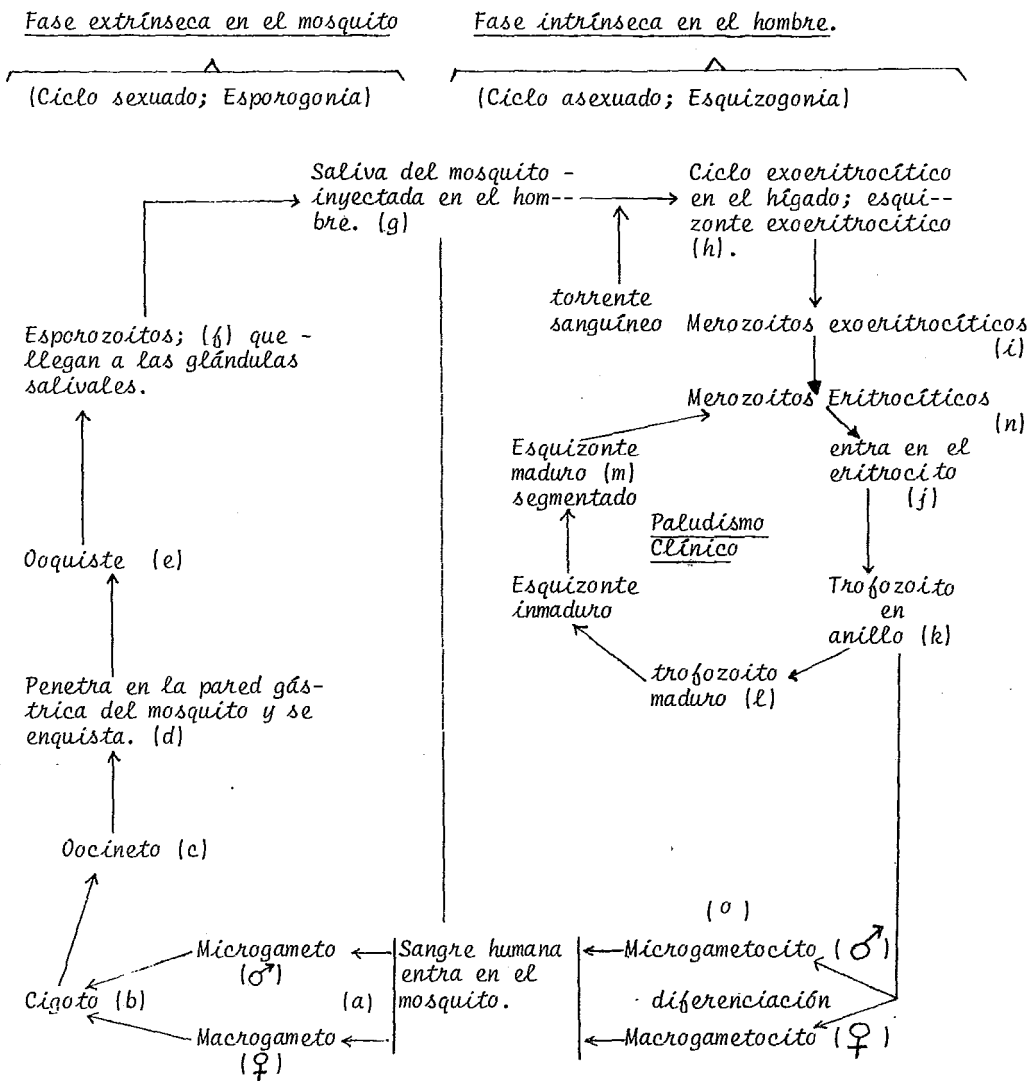 Fase extrínseca en el mosquito
Fase intrínseca en el hombre.
(Ciclo sexuado; Esporogonía)
(Ciclo asexuado; Esquizogonía)
Saliva del mosquito -
inyectada en el hom--
bre. (g)
Ciclo exoeritrocítico
en el hígado; esqui--
zonte exoeritrocítico
(h).
torrente
sanguíneo
Esporozoitos; (f) que -
llegan a las glándulas
salivales.
Merozoitos exoeritrocíticos
(i)
Merozoitos Eritrocíticos
(n)
Esquizonte
maduro (m)
segmentado
entra en el
eritrocito
(j)
Paludismo
Clínico
Ooquiste (e)
Esquizonte
inmaduro
Trofozoito
en
anillo (k)
trofozoito
maduro (l)
Penetra en la pared gás-
trica del mosquito y se
enquista. (d)
Oocineto (c)
(o)
Microgameto
(♂)
Sangre humana
entra en el
mosquito.
Microgametocito (♂)
Cigoto (b)
(a)
diferenciación
Macrogameto
(♀)
Macrogametocito (♀)